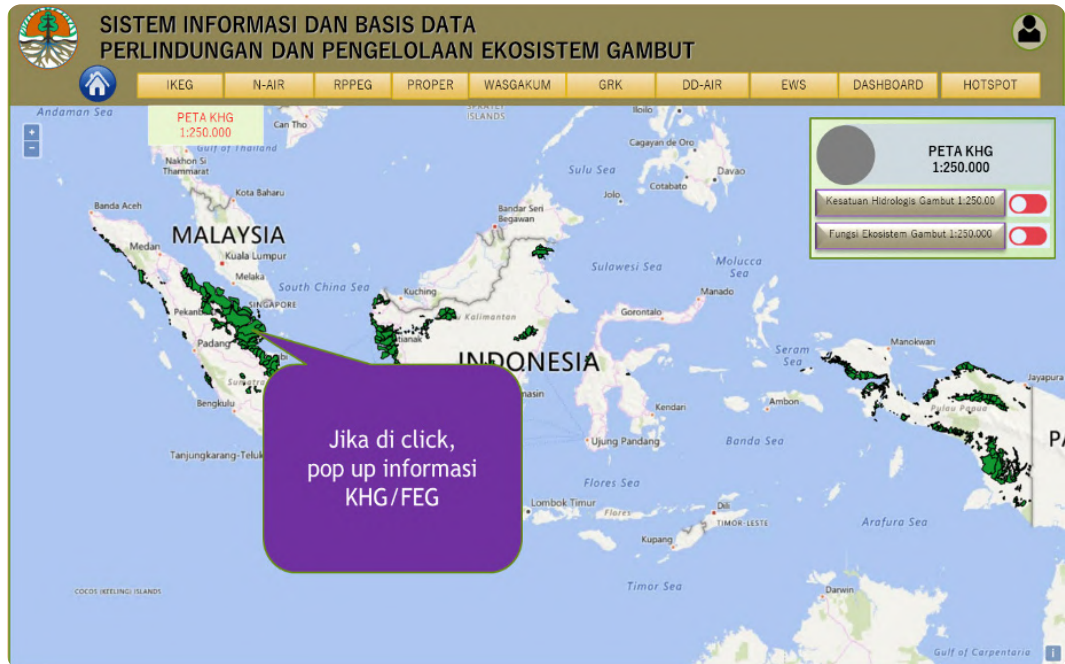 SISTEM INFORMASI DAN BASIS DATA
PERLINDUNGAN DAN PENGELOLAAN EKOSISTEM GAMBUT
IKEG
N-AIR
RPPEG
PROPER
WASGAKUM
GRK
DD-AIR
EWS
DASHBOARD
HOTSPOT
Andaman Sea
PETA KHG
1:250.000
+
-
Can Tho
ISLANDS
Iloilo
Gulf of Thailand
Nakhon Si
Thammarat
Cagayan de Oro
Sulu Sea
Davao
Cotabato
Jolo
PETA KHG
1:250.000
Kesatuan Hidrologis Gambut 1:250.00
Fungsi Ekosistem Gambut 1:250.000
Kota Baharu
Banda Aceh
Bandar Seri
Begawan
MALAYSIA
Medan
Kuala Lumpur
Melaka
South China Sea
SINGAPORE
Kuching
Sulawesi Sea
Molucca
Sea
Manado
Gorontalo
Kalimantan
Padang
INDONESIA
Seram
Sea
Manokwari
Jayapura
Pulau Papua
Sumatra
Bengkulu
Kendari
Ambon
Jika di click,
pop up informasi
KHG/FEG
Tanjungkarang-Teluk
Ujung Pandang
Banda Sea
Flores Sea
Lombok Timur
Flores
Dili
TIMOR-LESTE
Arafura Sea
Kupang
Timor Sea
COCOS (KEELING) ISLANDS
Darwin
Gulf of Carpentaria
i